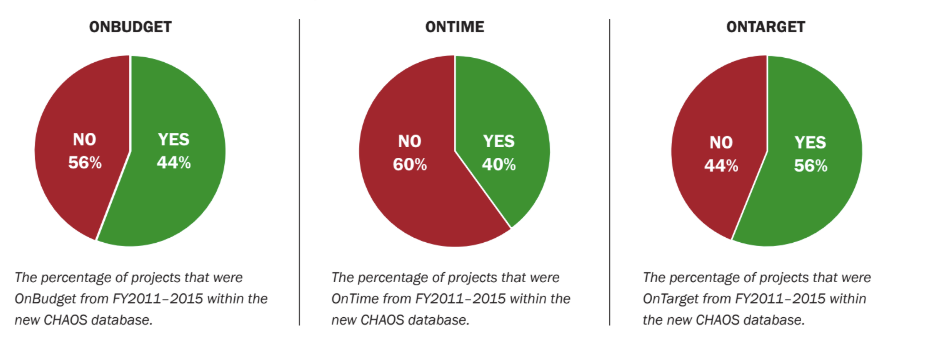 ONBUDGET
NO
56%
YES
44%
The percentage of projects that were
OnBudget from FY2011–2015 within the
new CHAOS database.
ONTIME
NO
60%
YES
40%
The percentage of projects that were
OnTime from FY2011–2015 within the
new CHAOS database.
ONTARGET
NO
44%
YES
56%
The percentage of projects that were
OnTarget from FY2011–2015 within
the new CHAOS database.